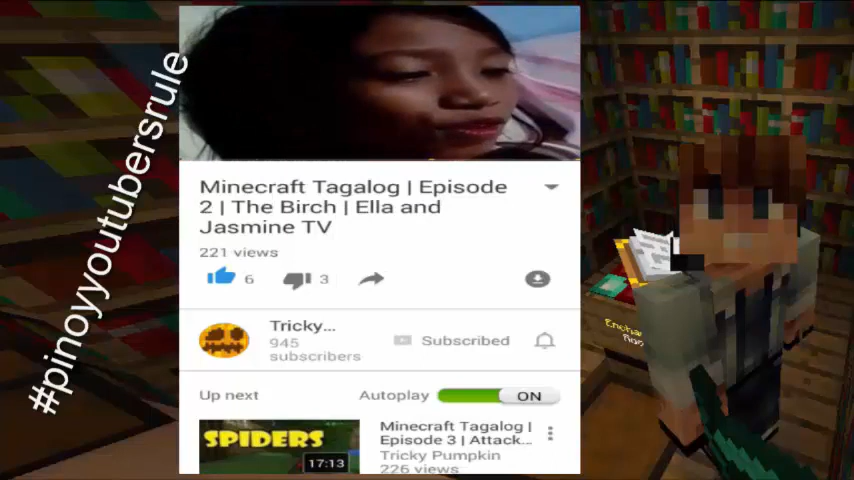 #pinoyyoutubersrule
Minecraft Tagalog | Episode
2 | The Birch | Ella and
Jasmine TV
221 views
6
3
Tricky...
945
subscribers
Subscribed
Up next
Autoplay
ON
SPIDERS
17:13
Minecraft Tagalog |
Episode 3 | Attack...
Tricky Pumpkin
226 views